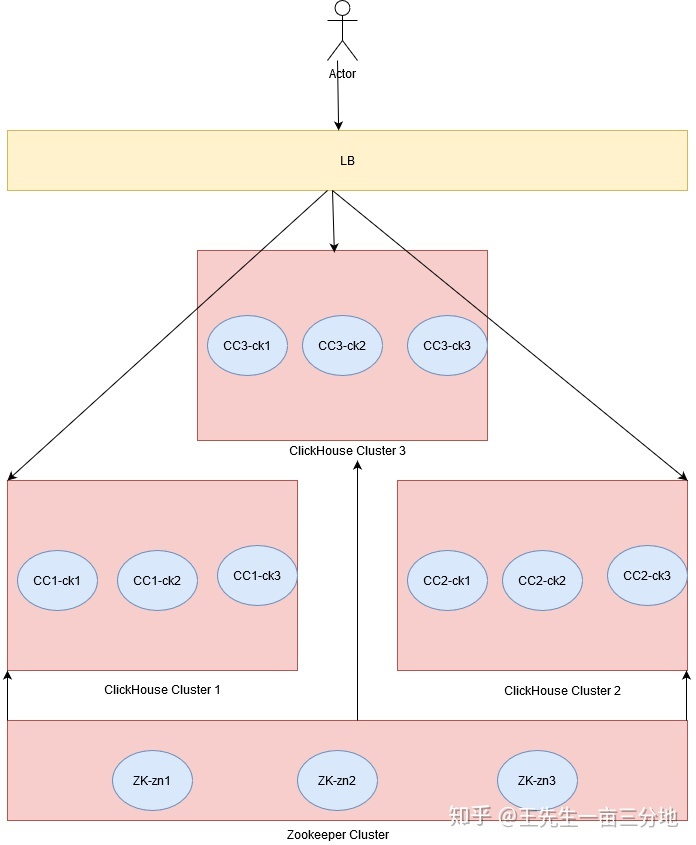 Actor
LB
CC3-ck1
CC3-ck2
CC3-ck3
ClickHouse Cluster 3
CC1-ck1
CC1-ck2
CC1-ck3
CC2-ck1
CC2-ck2
CC2-ck3
ClickHouse Cluster 1
ClickHouse Cluster 2
ZK-zn1
ZK-zn2
ZK-zn3
知乎 @王先生一亩三分地
Zookeeper Cluster